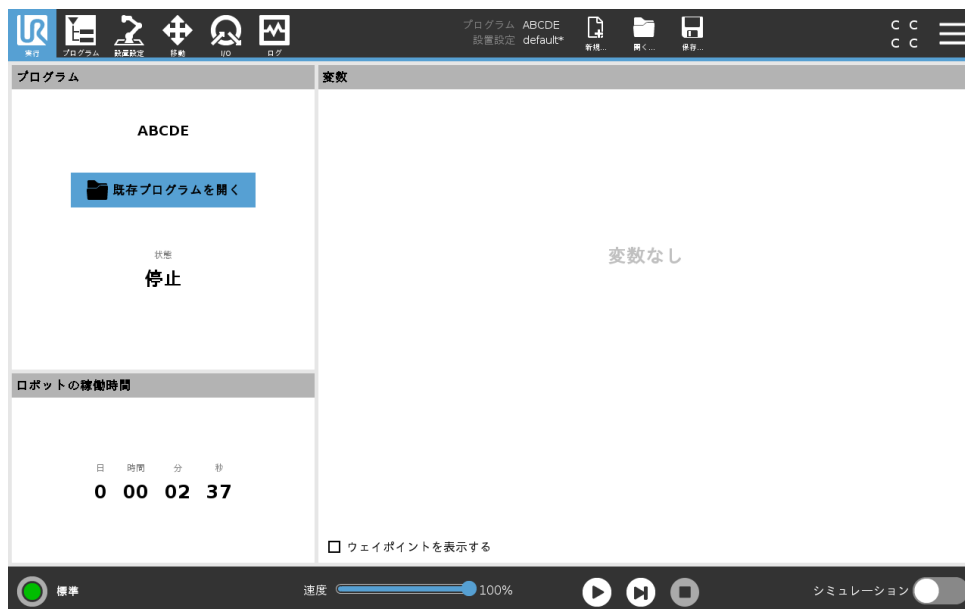 UR
実行
プログラム
設置設定
移動
I/O
ログ
プログラム ABCDE
設置設定 default*
新規...
開く...
保存...
C C
C C
プログラム
変数
ABCDE
既存プログラムを開く
状態
停止
変数なし
ロボットの稼働時間
日 時間 分 秒
0 00 02 37
ウェイポイントを表示する
標準
速度 100%
シミュレーション